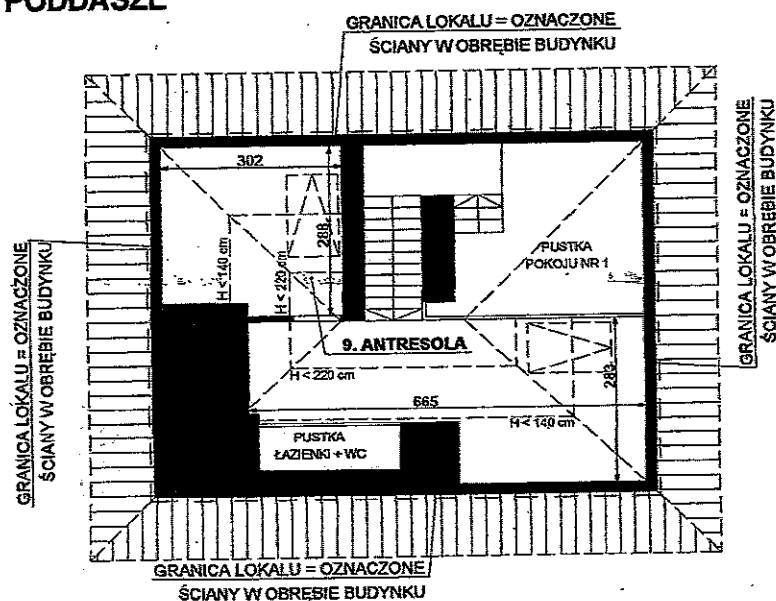 PODDASZE
GRANICA LOKALU = OZNACZONE
ŚCIANY W OBRĘBIE BUDYNKU
302
288
H <140 cm
H < 220 cm
PUSTKA
POKOJU NR 1
9. ANTRESOLA
H < 220 cm
665
H < 140 cm
283
PUSTKA
ŁAZIENKI + WC
GRANICA LOKALU = OZNACZONE
ŚCIANY W OBRĘBIE BUDYNKU
GRANICA LOKALU = OZNACZONE
ŚCIANY W OBRĘBIE BUDYNKU
GRANICA LOKALU = OZNACZONE
ŚCIANY W OBRĘBIE BUDYNKU